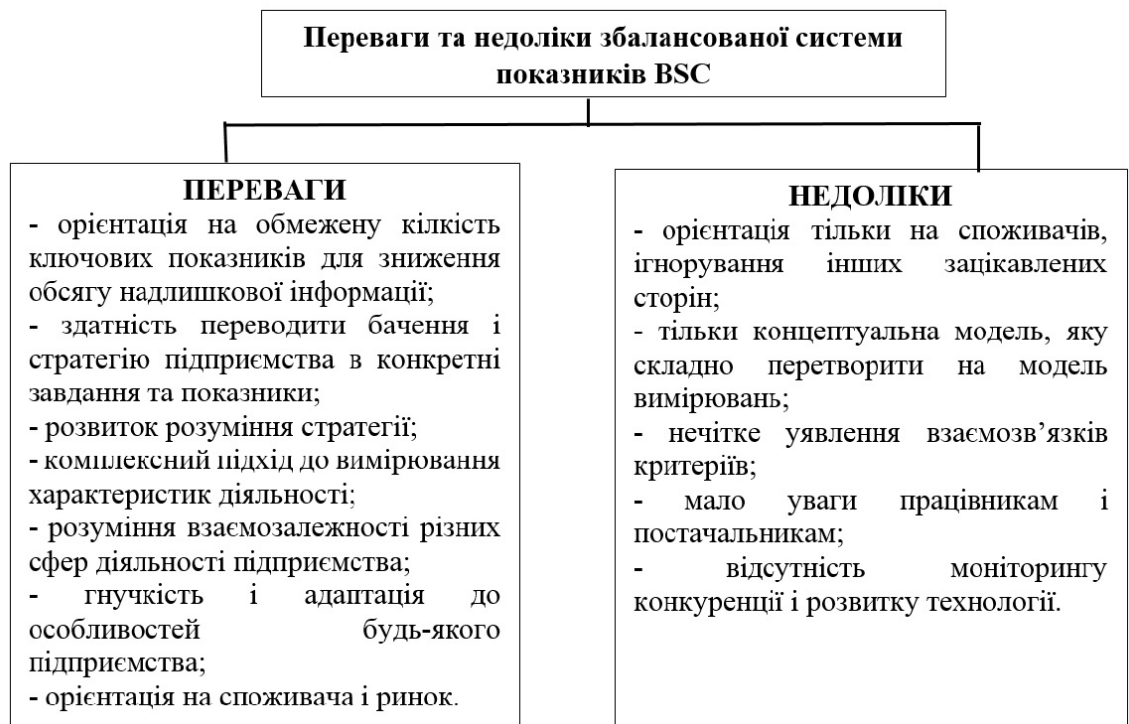 Переваги та недоліки збалансованої системи
показників BSC
ПЕРЕВАГИ
- орієнтація на обмежену кілкість
ключових показників для зниження
обсягу надлишкової інформації;
- здатність переводити бачення і
стратегію підприємства в конкретні
завдання та показники;
- розвиток розуміння стратегії;
- комплексний підхід до вимірювання
характеристик діяльності;
- розуміння взаємозалежності різних
сфер діяльності підприємства;
- гнучкість і адаптація до
особливостей будь-якого
підприємства;
- орієнтація на споживача і ринок.
НЕДОЛІКИ
- орієнтація тільки на споживачів,
ігнорування інших зацікавлених
сторін;
- тільки концептуальна модель, яку
складно перетворити на модель
вимірювань;
- нечітке уявлення взаємозв’язків
критеріїв;
- мало уваги працівникам і
постачальникам;
- відсутність моніторингу
конкуренції і розвитку технології.